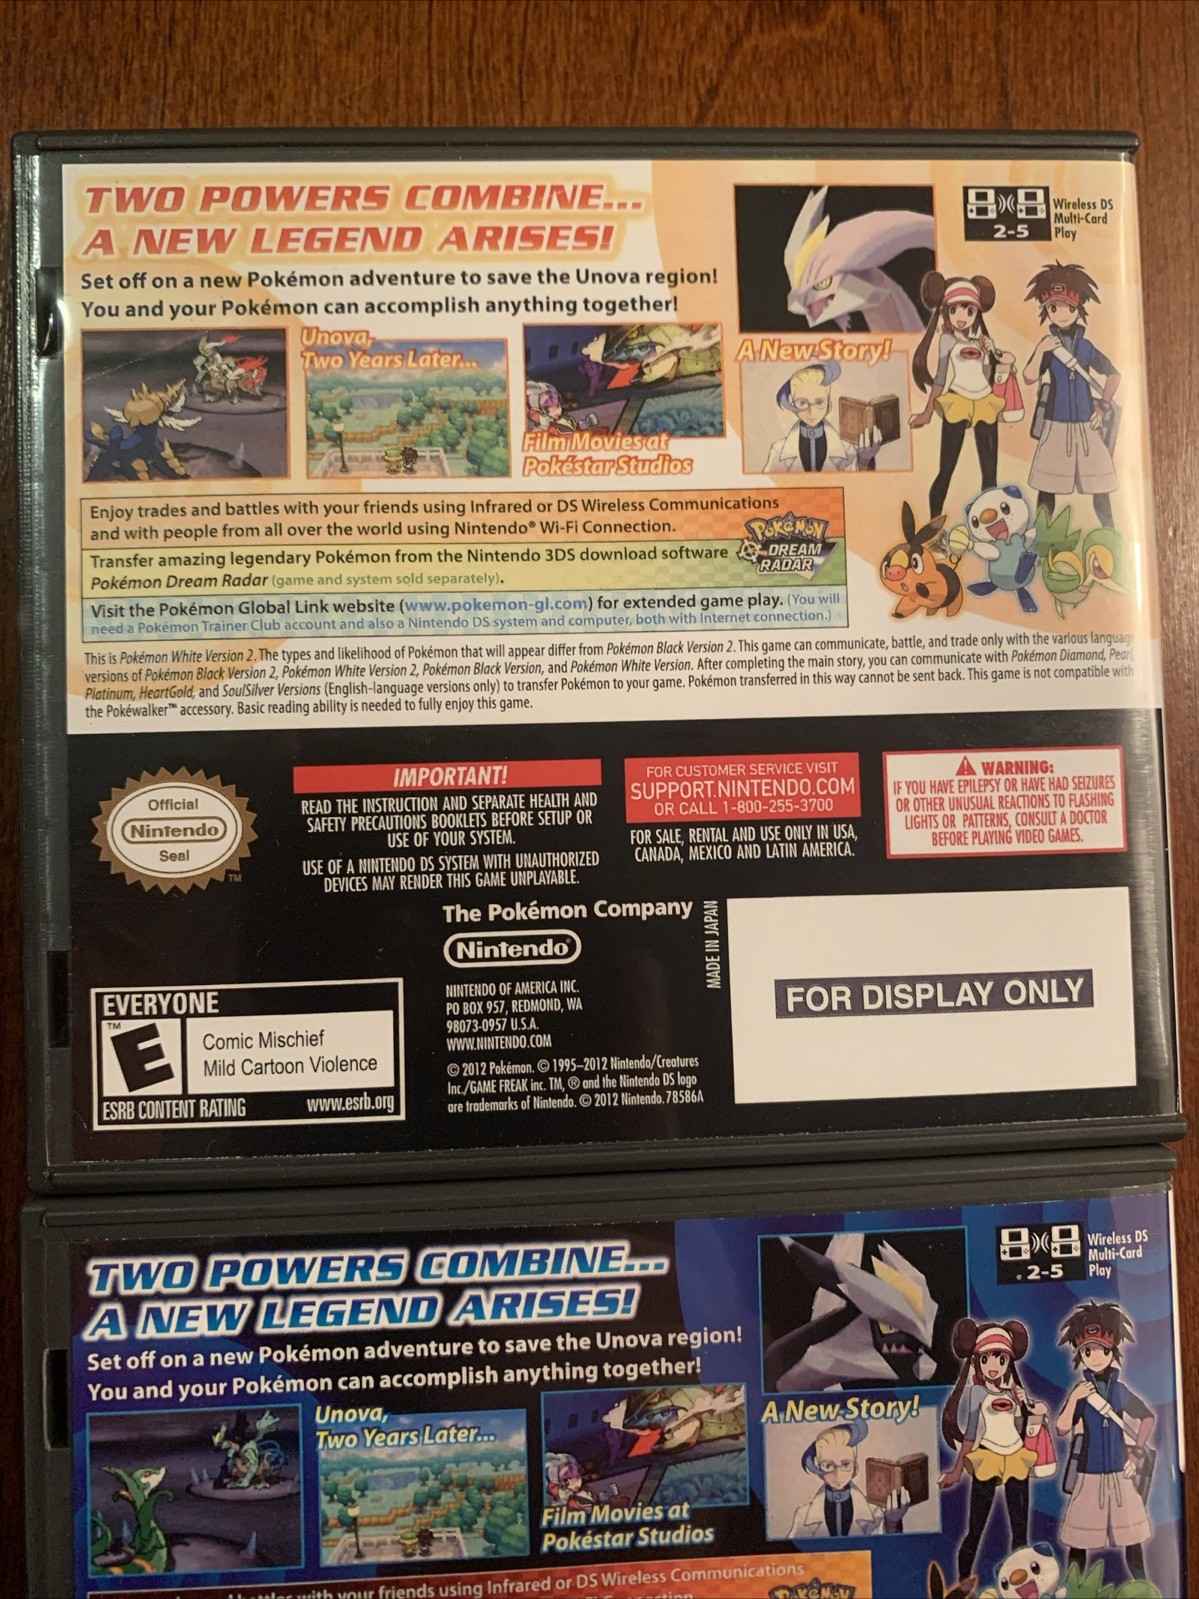 TWO POWERS COMBINE...
A NEW LEGEND ARISES!
Set off on a new Pokémon adventure to save the Unova region!
You and your Pokémon can accomplish anything together!
Unova,
Two Years Later...
Film Movies at
Pokéstar Studios
A New Story!
2-5
Wireless DS
Multi-Card
Play
Enjoy trades and battles with your friends using Infrared or DS Wireless Communications
and with people from all over the world using Nintendo® Wi-Fi Connection.
Transfer amazing legendary Pokémon from the Nintendo 3DS download software
Pokémon Dream Radar (game and system sold separately).
POKéMON
DREAM
RADAR
Visit the Pokémon Global Link website (www.pokemon-gl.com) for extended game play. (You will
need a Pokémon Trainer Club account and also a Nintendo DS system and computer, both with Internet connection.)
This is Pokémon White Version 2. The types and likelihood of Pokémon that will appear differ from Pokémon Black Version 2. This game can communicate, battle, and trade only with the various language
versions of Pokémon Black Version 2, Pokémon White Version 2, Pokémon Black Version, and Pokémon White Version. After completing the main story, you can communicate with Pokémon Diamond, Pearl,
Platinum, HeartGold, and SoulSilver Versions (English-language versions only) to transfer Pokémon to your game. Pokémon transferred in this way cannot be sent back. This game is not compatible with
the Pokéwalker™ accessory. Basic reading ability is needed to fully enjoy this game.
Official
Nintendo
Seal
TM
IMPORTANT!
READ THE INSTRUCTION AND SEPARATE HEALTH AND
SAFETY PRECAUTIONS BOOKLETS BEFORE SETUP OR
USE OF YOUR SYSTEM.
USE OF A NINTENDO DS SYSTEM WITH UNAUTHORIZED
DEVICES MAY RENDER THIS GAME UNPLAYABLE.
FOR CUSTOMER SERVICE VISIT
SUPPORT.NINTENDO.COM
OR CALL 1-800-255-3700
FOR SALE, RENTAL AND USE ONLY IN USA,
CANADA, MEXICO AND LATIN AMERICA.
WARNING:
IF YOU HAVE EPILEPSY OR HAVE HAD SEIZURES
OR OTHER UNUSUAL REACTIONS TO FLASHING
LIGHTS OR PATTERNS, CONSULT A DOCTOR
BEFORE PLAYING VIDEO GAMES.
The Pokémon Company
Nintendo®
NINTENDO OF AMERICA INC.
PO BOX 957, REDMOND, WA
98073-0957 U.S.A.
WWW.NINTENDO.COM
© 2012 Pokémon. © 1995–2012 Nintendo/Creatures
Inc./GAME FREAK inc. TM, ® and the Nintendo DS logo
are trademarks of Nintendo. © 2012 Nintendo. 78586A
MADE IN JAPAN
FOR DISPLAY ONLY
EVERYONE
TM
E
Comic Mischief
Mild Cartoon Violence
ESRB CONTENT RATING www.esrb.org
TWO POWERS COMBINE...
A NEW LEGEND ARISES!
Set off on a new Pokémon adventure to save the Unova region!
You and your Pokémon can accomplish anything together!
Unova,
Two Years Later...
Film Movies at
Pokéstar Studios
A New Story!
2-5
Wireless DS
Multi-Card
Play
with your friends using Infrared or DS Wireless Communications
POKéMON